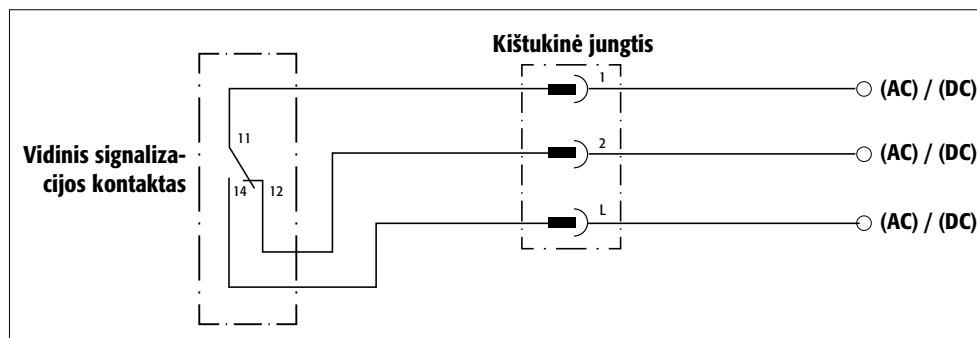 Kištukinė jungtis
1
(AC) / (DC)
11
2
(AC) / (DC)
Vidinis signaliza-
cijos kontaktas
14
12
L
(AC) / (DC)